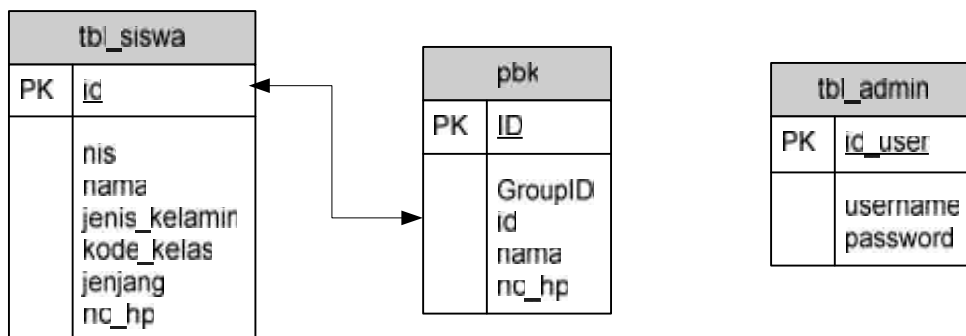 tbl_siswa
PK id
nis
nama
jenis_kelamin
kode_kelas
jenjang
no_hp
pbk
PK ID
GroupID
id
nama
no_hp
tbl_admin
PK id_user
username
password